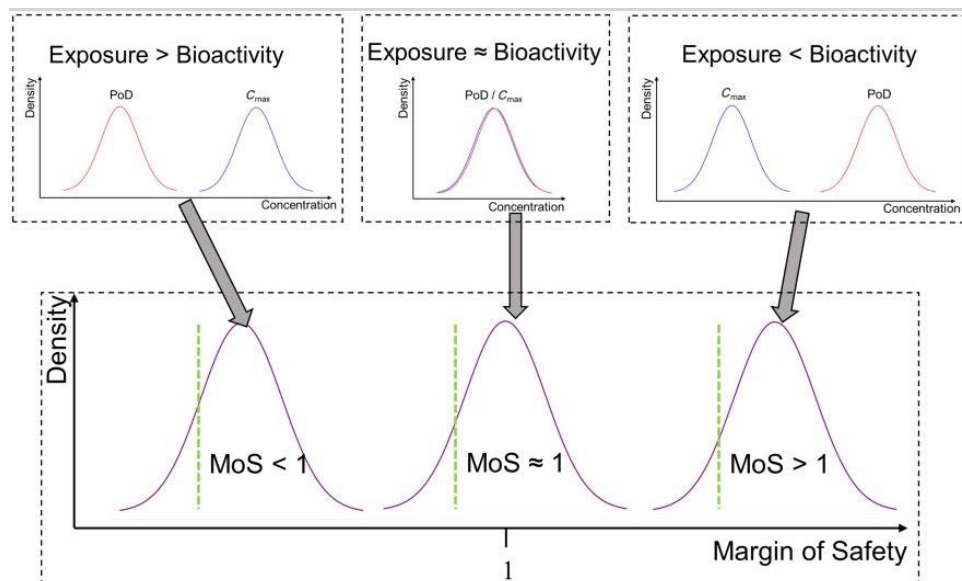 Exposure > Bioactivity
Density
PoD
Cmax
Concentration
Exposure ≈ Bioactivity
Density
PoD / Cmax
Concentration
Exposure < Bioactivity
Density
Cmax
PoD
Concentration
Density
MoS < 1
MoS ≈ 1
MoS > 1
1
Margin of Safety